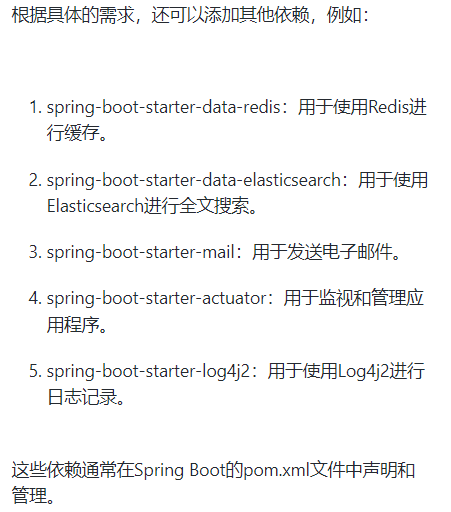 根据具体的需求，还可以添加其他依赖，例如：
1. spring-boot-starter-data-redis：用于使用Redis进
行缓存。
2. spring-boot-starter-data-elasticsearch：用于使用
Elasticsearch进行全文搜索。
3. spring-boot-starter-mail：用于发送电子邮件。
4. spring-boot-starter-actuator：用于监视和管理应
用程序。
5. spring-boot-starter-log4j2：用于使用Log4j2进行
日志记录。
这些依赖通常在Spring Boot的pom.xml文件中声明和
管理。